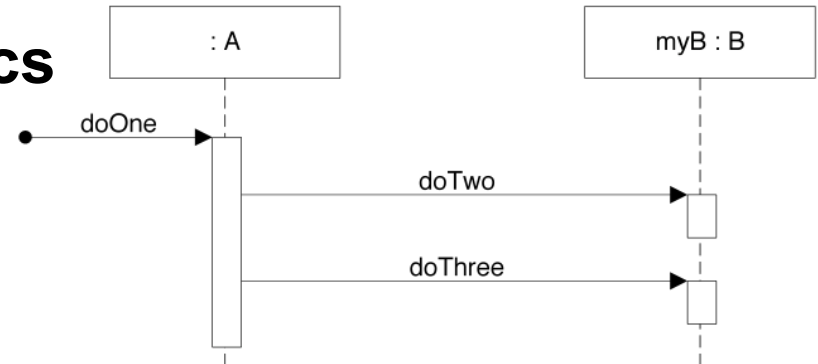 : A
myB : B
cs
doOne
doTwo
doThree